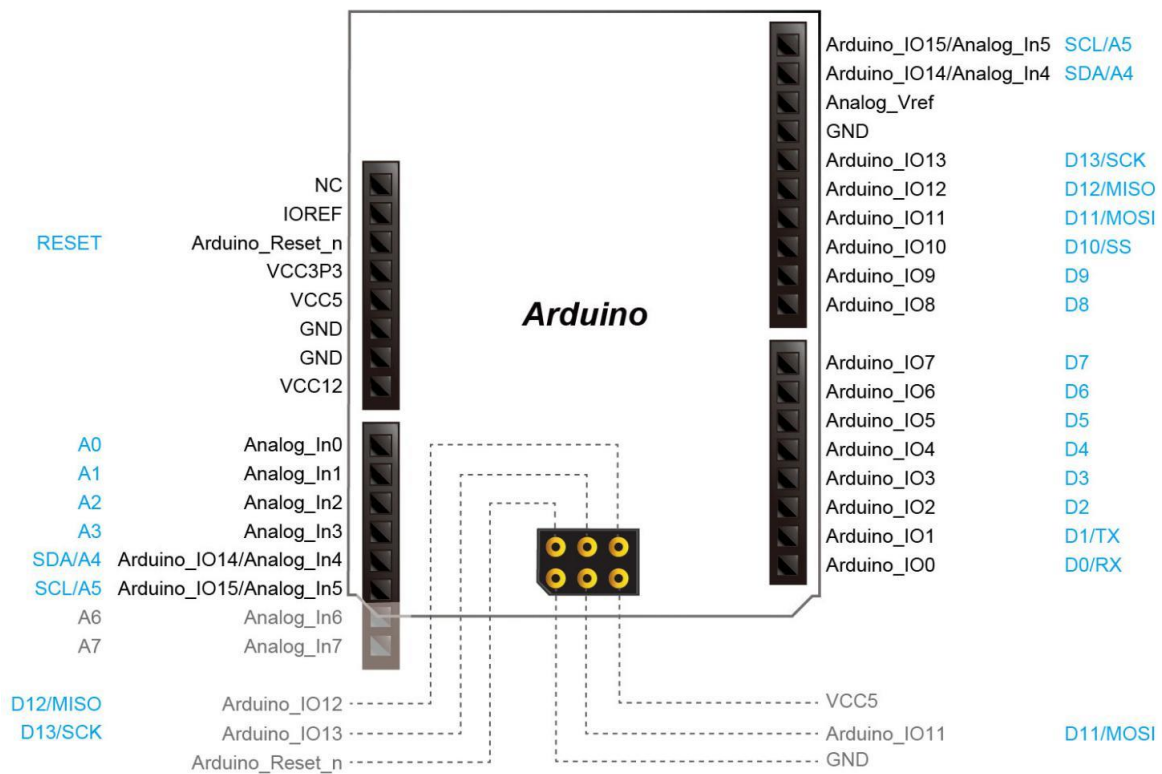 Arduino_IO15/Analog_In5 SCL/A5
Arduino_IO14/Analog_In4 SDA/A4
Analog_Vref
GND
Arduino_IO13 D13/SCK
Arduino_IO12 D12/MISO
Arduino_IO11 D11/MOSI
Arduino_IO10 D10/SS
Arduino_IO9 D9
Arduino_IO8 D8
NC
IOREF
RESET Arduino_Reset_n
VCC3P3
VCC5
GND
GND
VCC12
Arduino
Arduino_IO7 D7
Arduino_IO6 D6
Arduino_IO5 D5
Arduino_IO4 D4
Arduino_IO3 D3
Arduino_IO2 D2
Arduino_IO1 D1/TX
Arduino_IO0 D0/RX
A0 Analog_In0
A1 Analog_In1
A2 Analog_In2
A3 Analog_In3
SDA/A4 Arduino_IO14/Analog_In4
SCL/A5 Arduino_IO15/Analog_In5
A6 Analog_In6
A7 Analog_In7
D12/MISO Arduino_IO12
D13/SCK Arduino_IO13
Arduino_Reset_n
VCC5
Arduino_IO11 D11/MOSI
GND